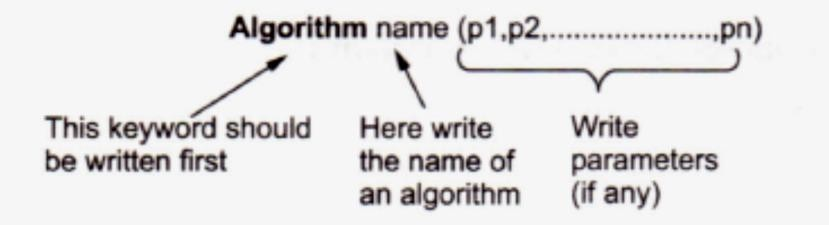 Algorithm name (p1,p2,.....................,pn)
This keyword should
be written first
Here write
the name of
an algorithm
Write
parameters
(if any)